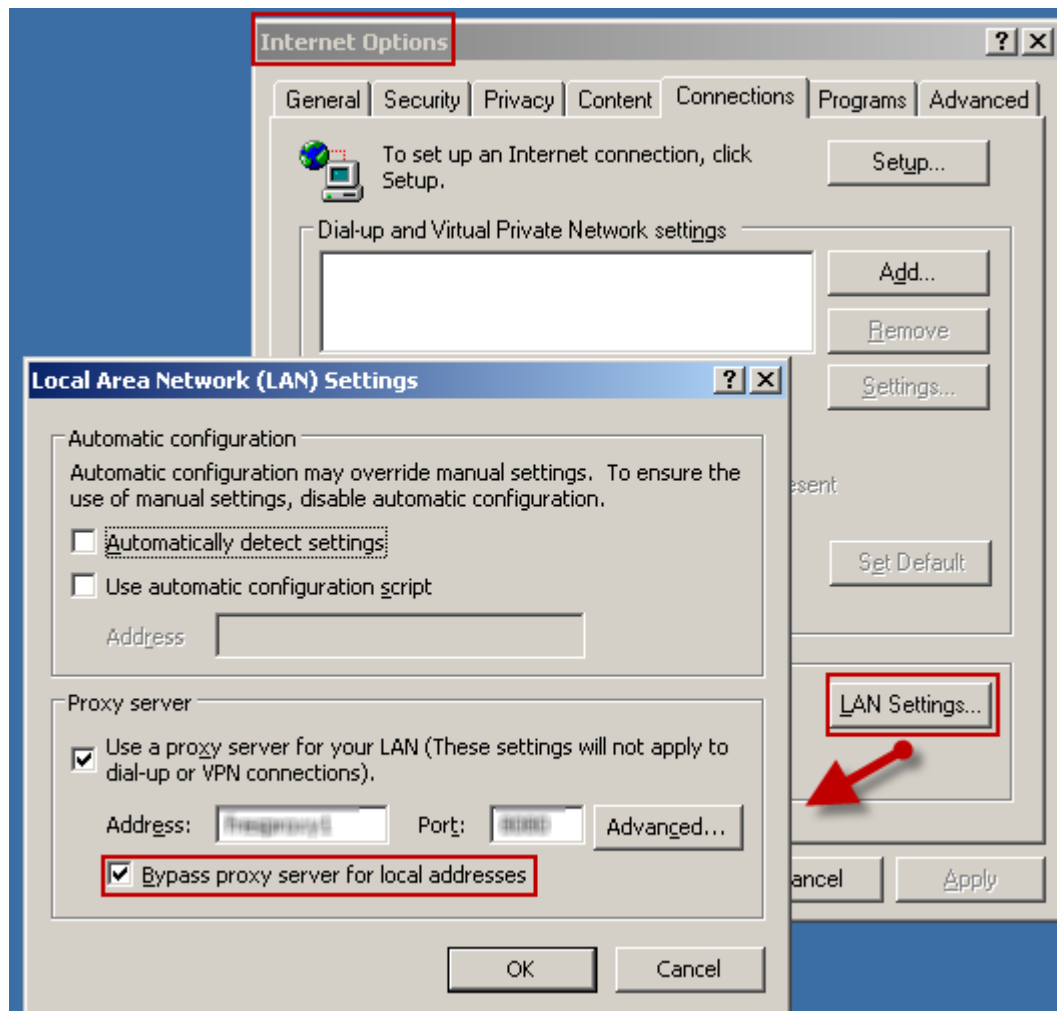 Internet Options
General Security Privacy Content Connections Programs Advanced
To set up an Internet connection, click
Setup.
Setup...
Dial-up and Virtual Private Network settings
Add...
Remove
Settings...
Set Default
LAN Settings...
Apply
Local Area Network (LAN) Settings
Automatic configuration
Automatic configuration may override manual settings. To ensure the
use of manual settings, disable automatic configuration.
Automatically detect settings
Use automatic configuration script
Address
Proxy server
Use a proxy server for your LAN (These settings will not apply to
dial-up or VPN connections).
Address: Port: Advanced...
Bypass proxy server for local addresses
OK Cancel